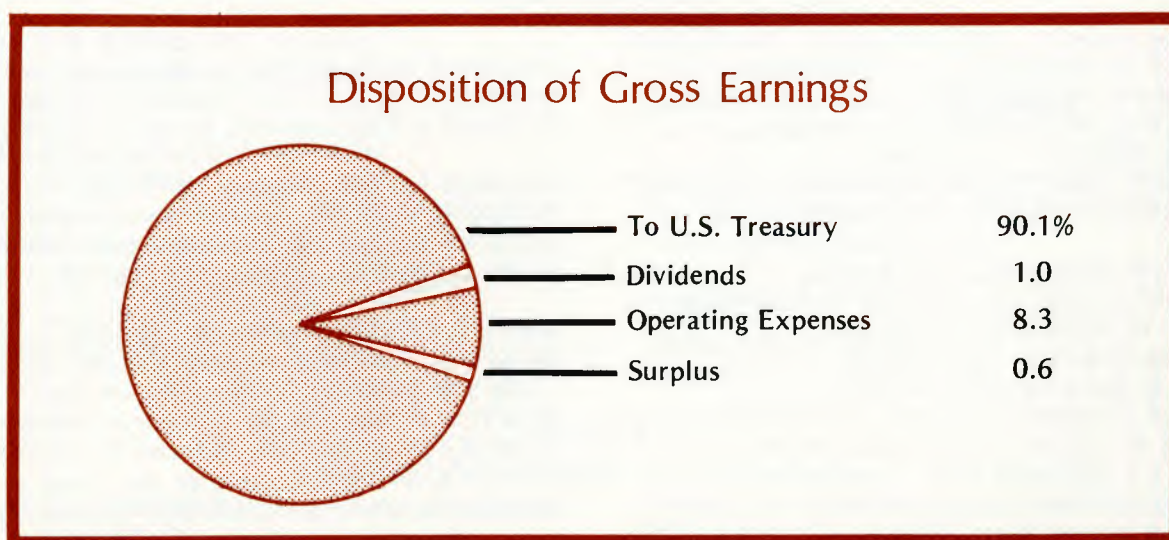 Disposition of Gross Earnings
To U.S. Treasury 90.1%
Dividends 1.0
Operating Expenses 8.3
Surplus 0.6